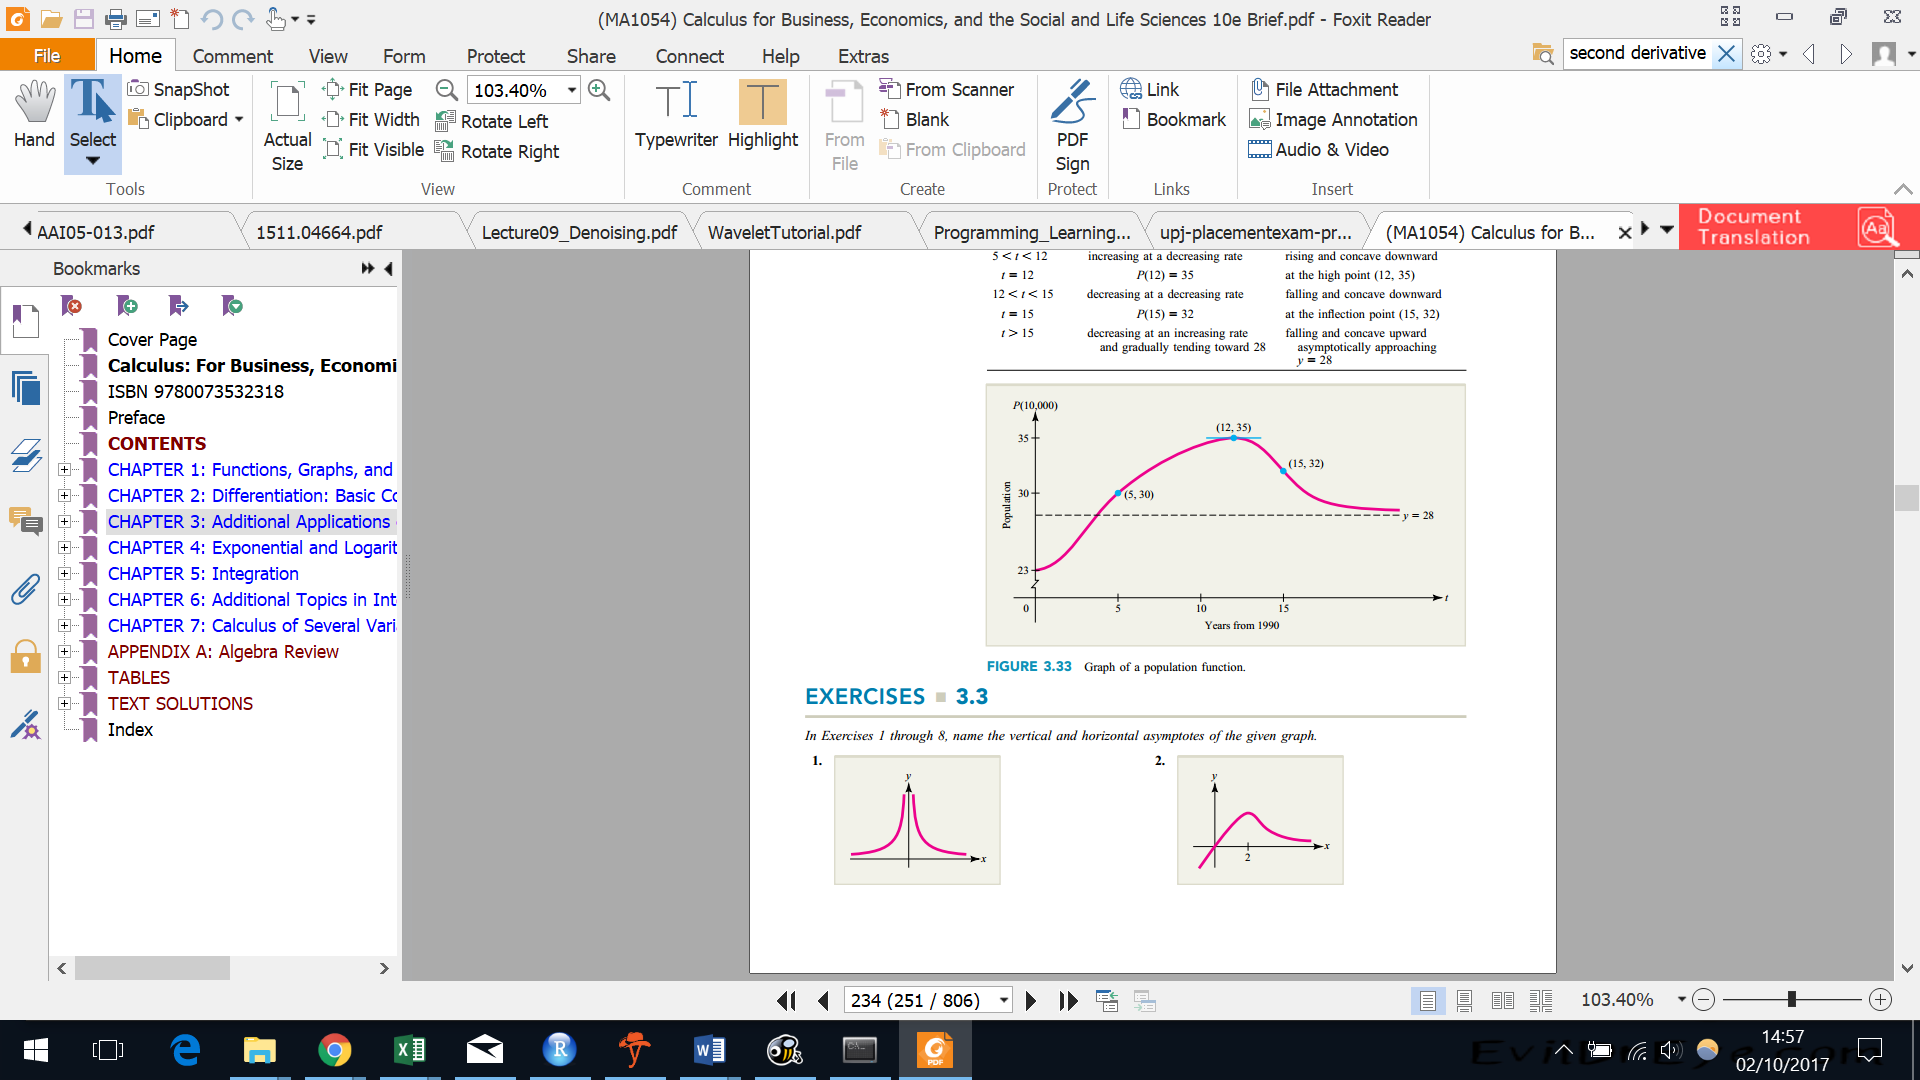 (MA1054) Calculus for Business, Economics, and the Social and Life Sciences 10e Brief.pdf - Foxit Reader
File Home Comment View Form Protect Share Connect Help Extras
second derivative
Hand
Select
SnapShot
Clipboard
Tools
Actual Size
Fit Page
Fit Width
Fit Visible
103.40%
Rotate Left
Rotate Right
View
Typewriter
Highlight
Comment
From File
From Scanner
Blank
From Clipboard
Create
PDF Sign
Protect
Link
Bookmark
Links
File Attachment
Image Annotation
Audio & Video
Insert
AAI05-013.pdf
1511.04664.pdf
Lecture09_Denoising.pdf
WaveletTutorial.pdf
Programming_Learning...
upj-placementexam-pr...
(MA1054) Calculus for B...
Document
Translation
Aa
Bookmarks
Cover Page
Calculus: For Business, Economi
ISBN 9780073532318
Preface
CONTENTS
CHAPTER 1: Functions, Graphs, and
CHAPTER 2: Differentiation: Basic Co
CHAPTER 3: Additional Applications
CHAPTER 4: Exponential and Logarit
CHAPTER 5: Integration
CHAPTER 6: Additional Topics in Int
CHAPTER 7: Calculus of Several Vari
APPENDIX A: Algebra Review
TABLES
TEXT SOLUTIONS
Index
5 < t < 12 increasing at a decreasing rate rising and concave downward
t = 12 P(12) = 35 at the high point (12, 35)
12 < t < 15 decreasing at a decreasing rate falling and concave downward
t = 15 P(15) = 32 at the inflection point (15, 32)
t > 15 decreasing at an increasing rate falling and concave upward
and gradually tending toward 28 asymptotically approaching
y = 28
P(10,000)
35
30
23
0
5
10
15
t
(12, 35)
(15, 32)
(5, 30)
y = 28
Population
Years from 1990
FIGURE 3.33 Graph of a population function.
EXERCISES ■ 3.3
In Exercises 1 through 8, name the vertical and horizontal asymptotes of the given graph.
1.
y
x
2.
y
x
2
234 (251 / 806)
103.40%
14:57
02/10/2017